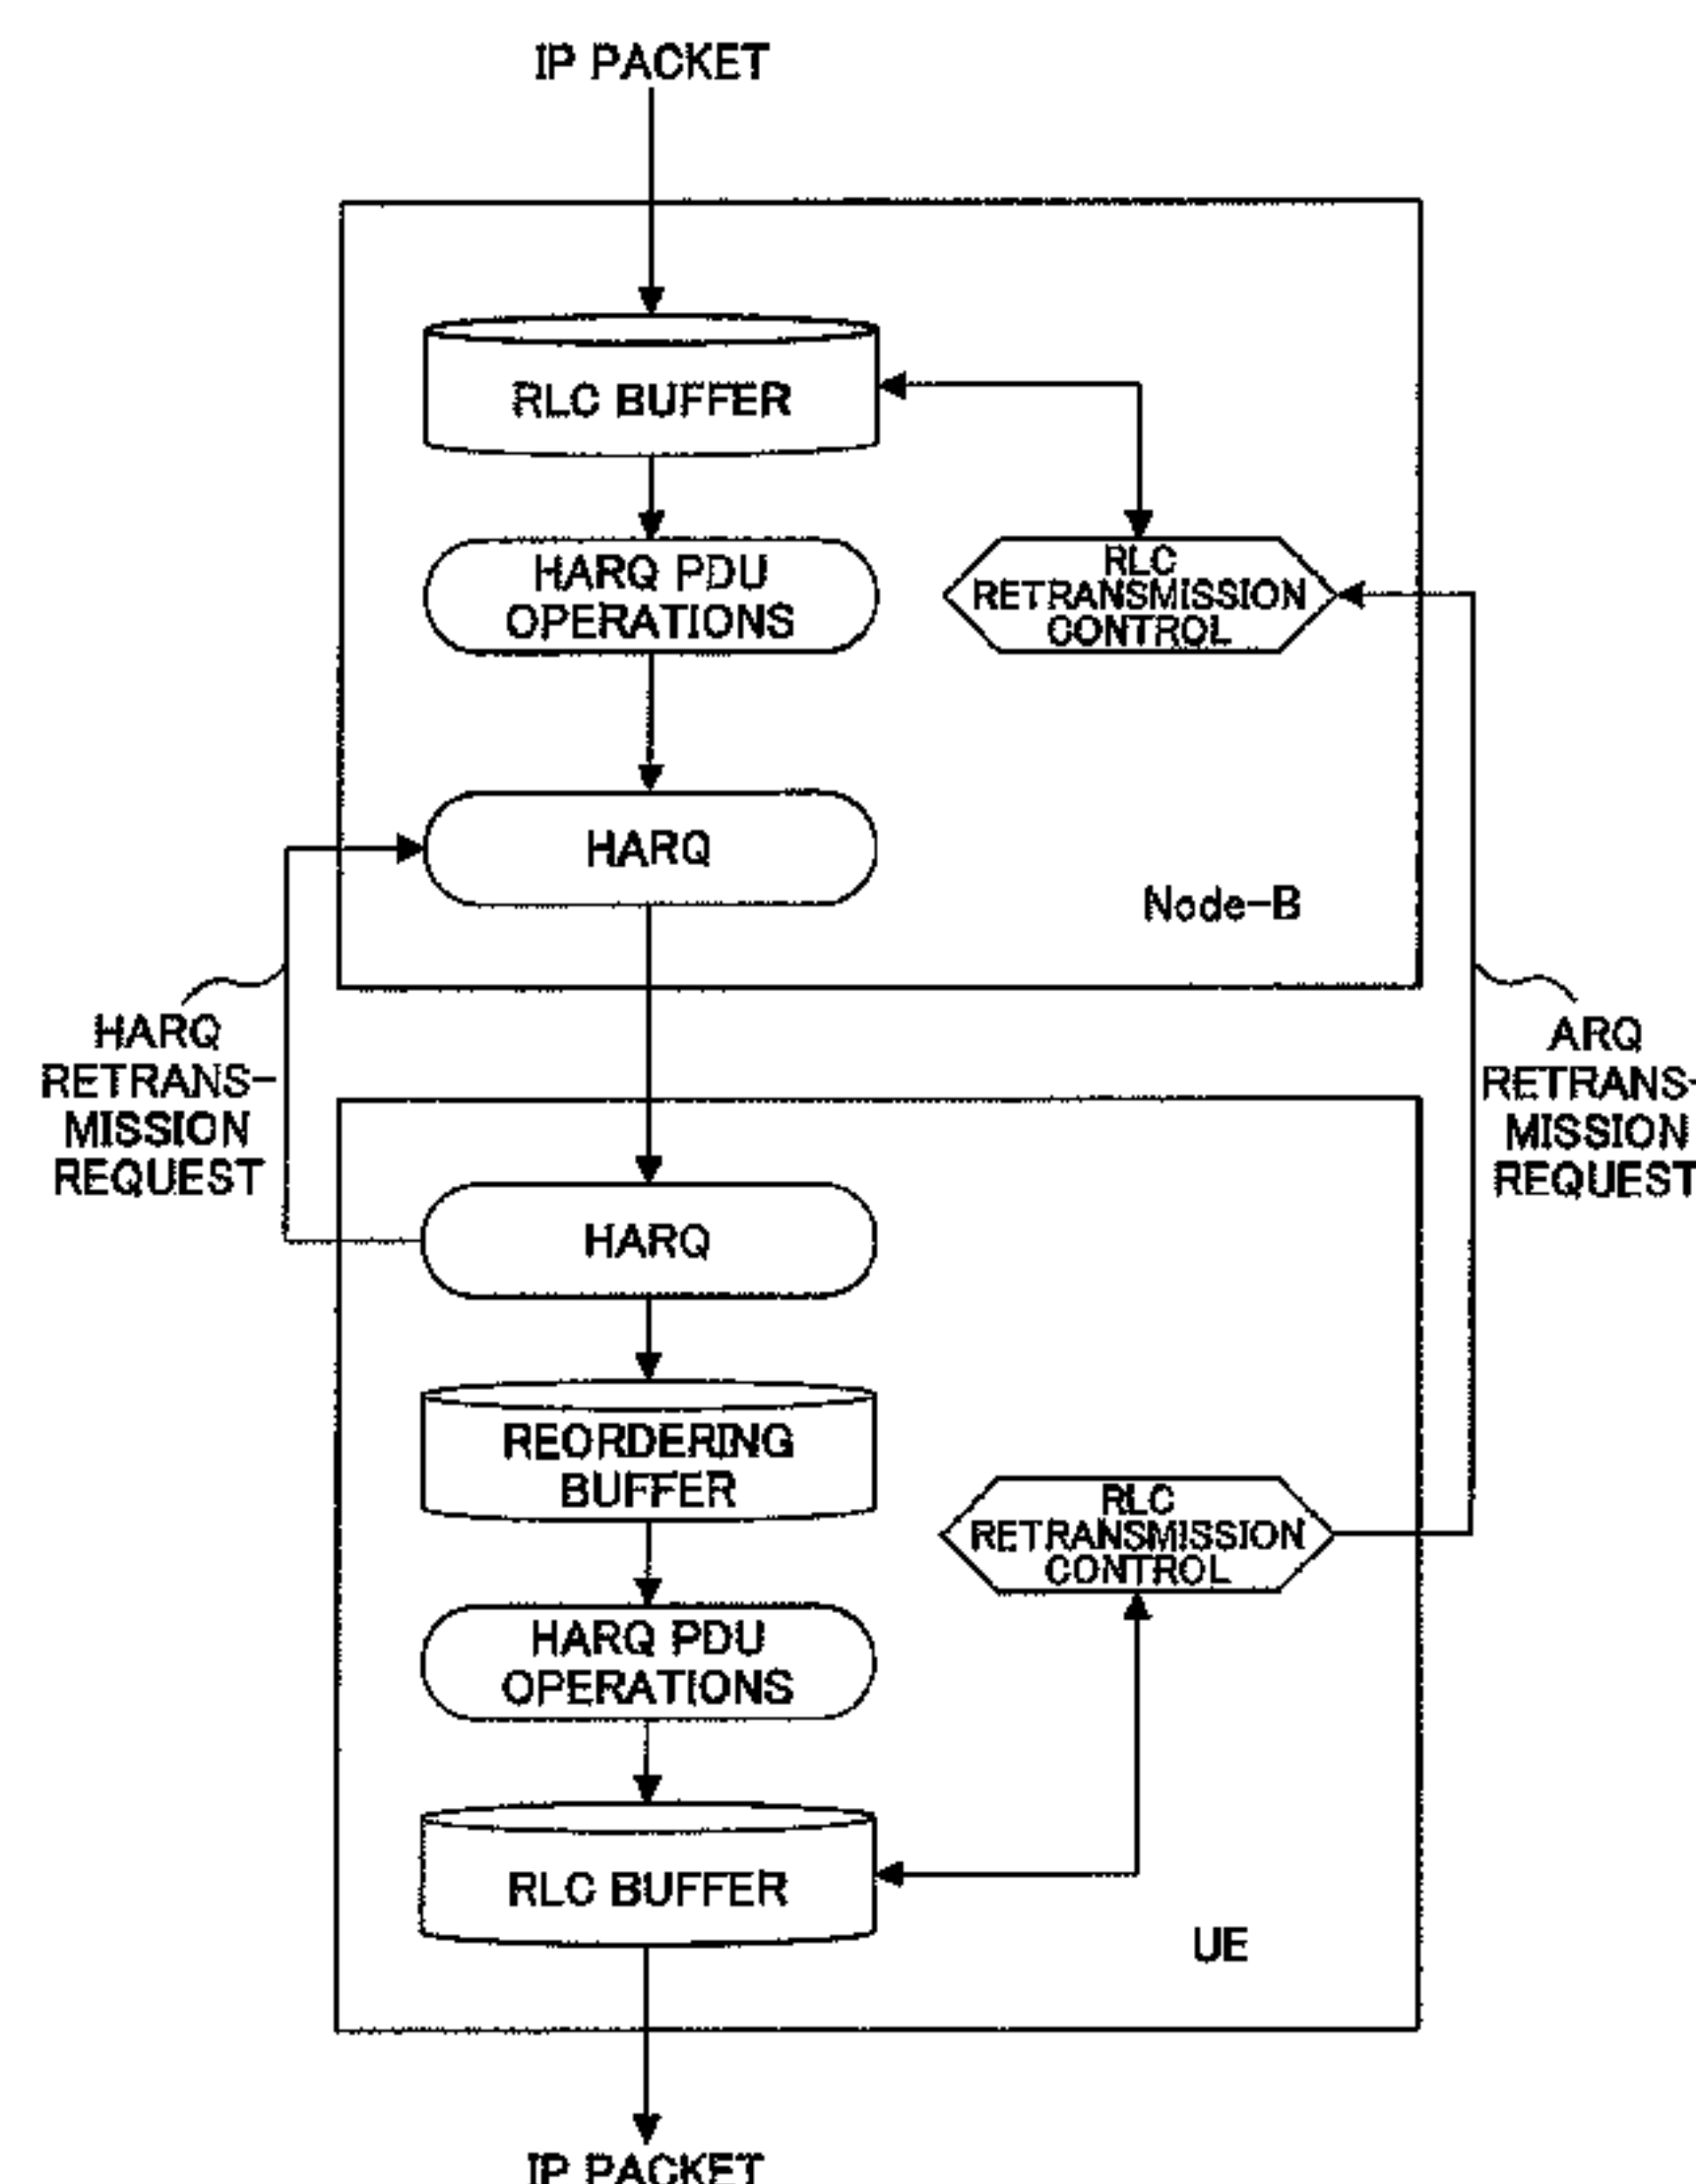 IP PACKET
RLC BUFFER
HARQ PDU
OPERATIONS
RLC
RETRANSMISSION
CONTROL
HARQ
Node-B
HARQ
RETRANS-
MISSION
REQUEST
ARQ
RETRANS-
MISSION
REQUEST
HARQ
REORDERING
BUFFER
RLC
RETRANSMISSION
CONTROL
HARQ PDU
OPERATIONS
RLC BUFFER
UE
IP PACKET